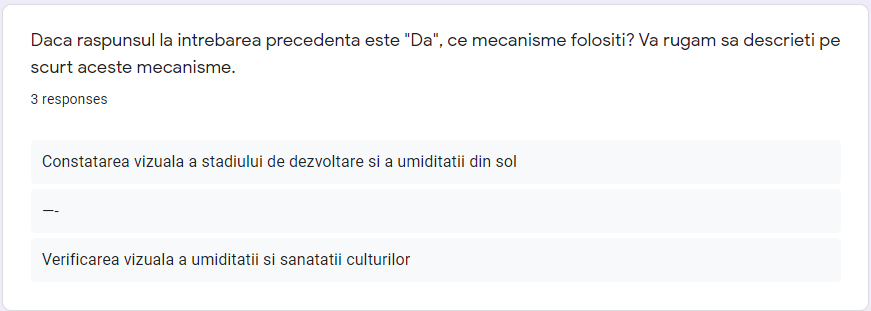 Daca raspunsul la intrebarea precedenta este "Da", ce mecanisme folositi? Va rugam sa descrieti pe
scurt aceste mecanisme.
3 responses
Constatarea vizuala a stadiului de dezvoltare si a umiditatii din sol
—-
Verificarea vizuala a umiditatii si sanatatii culturilor